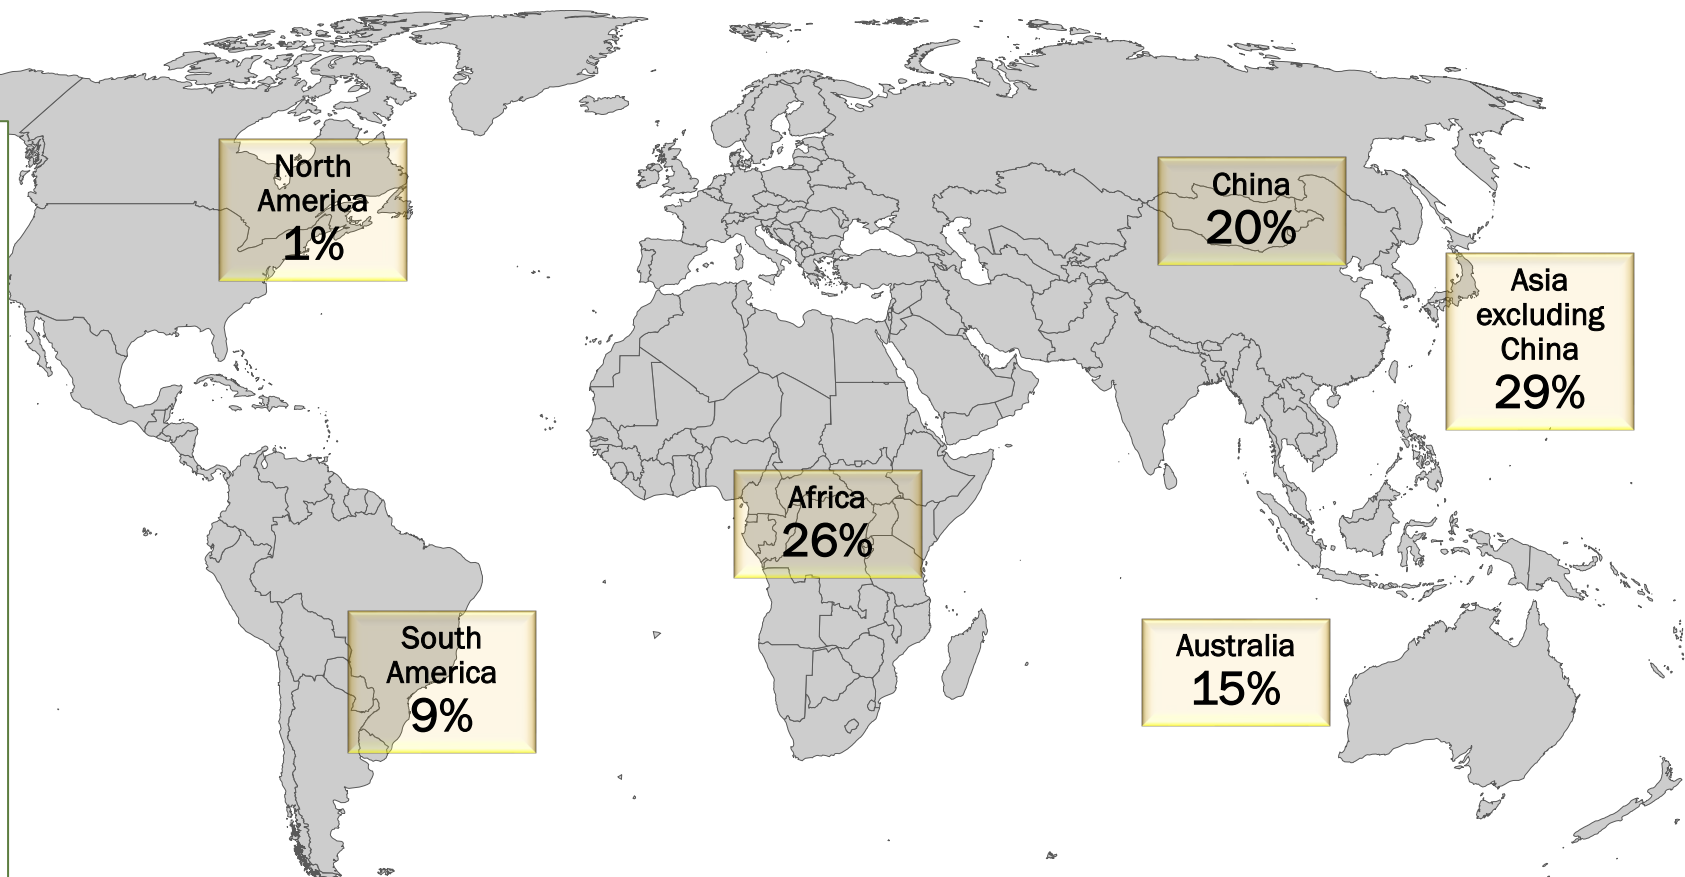 North
America
1%
China
20%
Asia
excluding
China
29%
Africa
26%
South
America
9%
Australia
15%